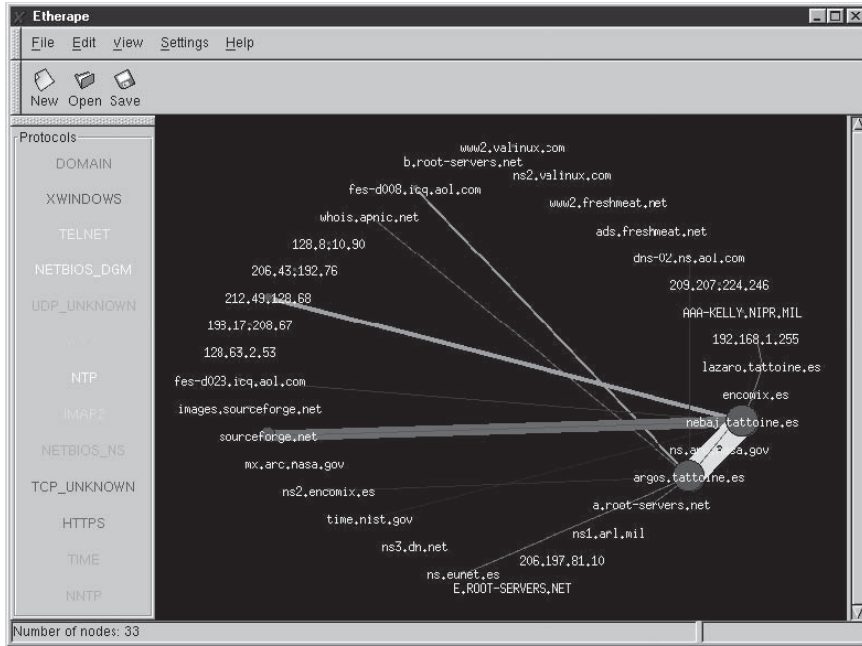 Etherape
File Edit View Settings Help
New Open Save
Protocols
DOMAIN
XWINDOWS
TELNET
NETBIOS_DGM
UDP_UNKNOWN
NTP
IMAP2
NETBIOS_NS
TCP_UNKNOWN
HTTPS
TIME
NNTP
www2.valinux.com
b.root-servers.net
ns2.valinux.com
fes-d008.icq.aol.com
www2.freshmeat.net
whois.apnic.net
ads.freshmeat.net
128.8.10.90
dns-02.ns.aol.com
206.43.192.76
209.207.224.246
212.49.128.68
AAA-KELLY.NIPR.MIL
193.17.208.67
192.168.1.255
128.63.2.53
lazaro.tattoine.es
fes-d023.icq.aol.com
encomix.es
images.sourceforge.net
nebaj.tattoine.es
sourceforge.net
mx.arc.nasa.gov
argos.tattoine.es
ns2.encomix.es
a.root-servers.net
time.nist.gov
ns1.arl.mil
ns3.dn.net
206.197.81.10
ns.eunet.es
E.ROOT-SERVERS.NET
Number of nodes: 33